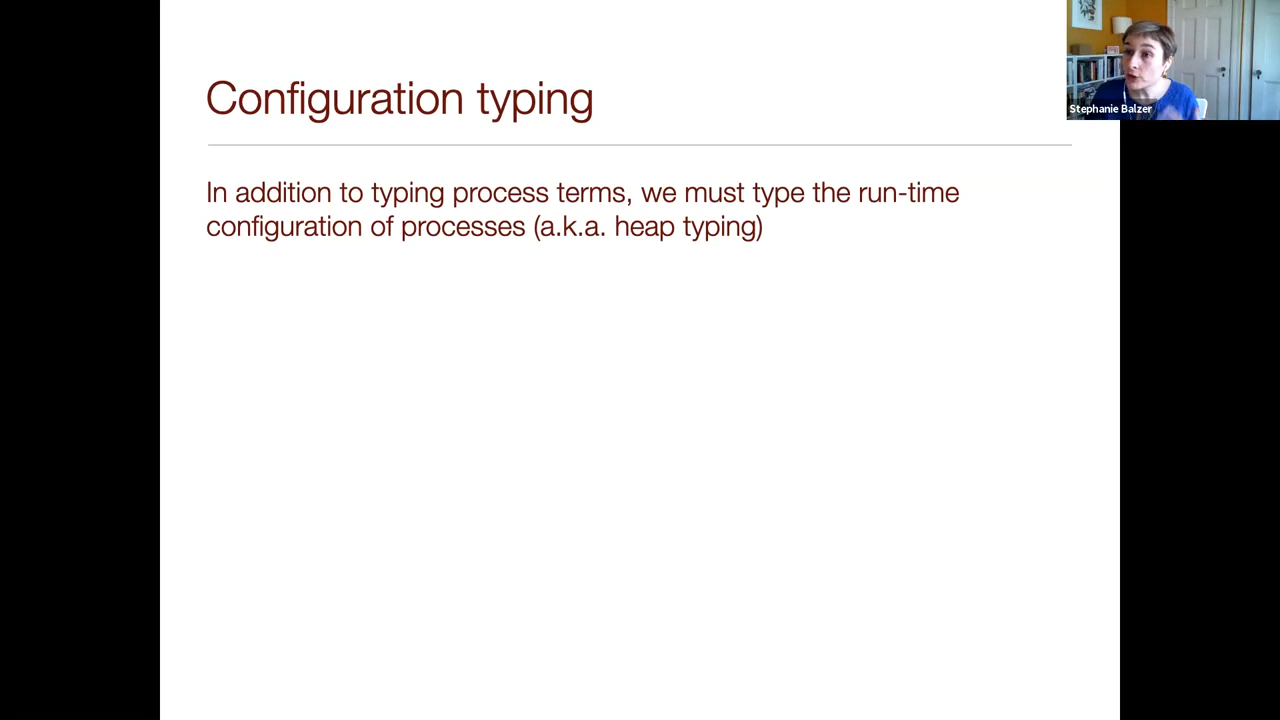 Configuration typing
In addition to typing process terms, we must type the run-time
configuration of processes (a.k.a. heap typing)
Stephanie Balzer